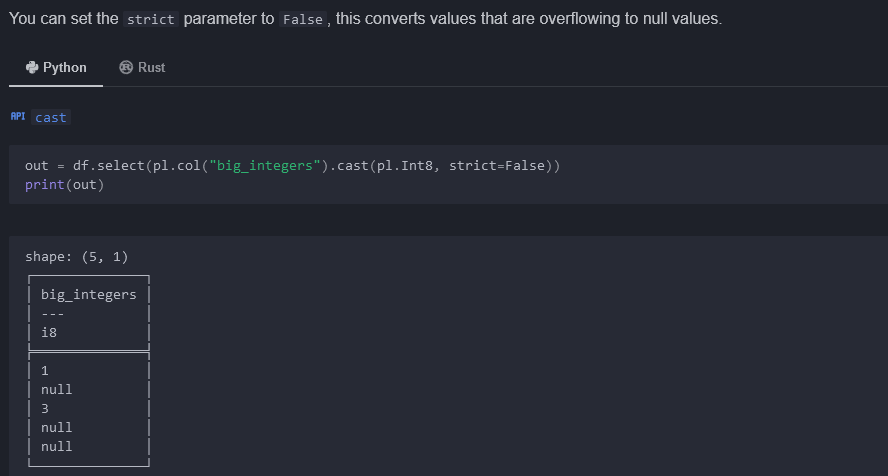 You can set the strict parameter to False, this converts values that are overflowing to null values.
Python Rust
API cast
out = df.select(pl.col("big_integers").cast(pl.Int8, strict=False))
print(out)
shape: (5, 1)
┌──────────────┐
│ big_integers │
│ ---          │
│ i8           │
╞══════════════╡
│ 1            │
│ null         │
│ 3            │
│ null         │
│ null         │
└──────────────┘